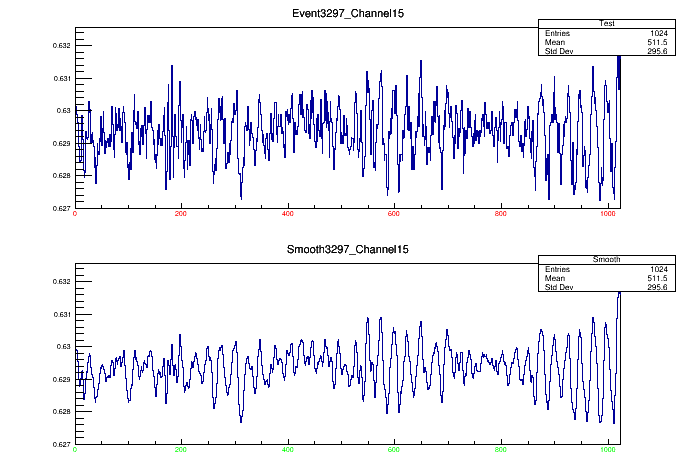 Event3297_Channel15
Test
Entries 1024
Mean 511.5
Std Dev 295.6
0.632
0.631
0.63
0.629
0.628
0.627
0 200 400 600 800 1000
Smooth3297_Channel15
Smooth
Entries 1024
Mean 511.5
Std Dev 295.6
0.632
0.631
0.63
0.629
0.628
0.627
0 200 400 600 800 1000